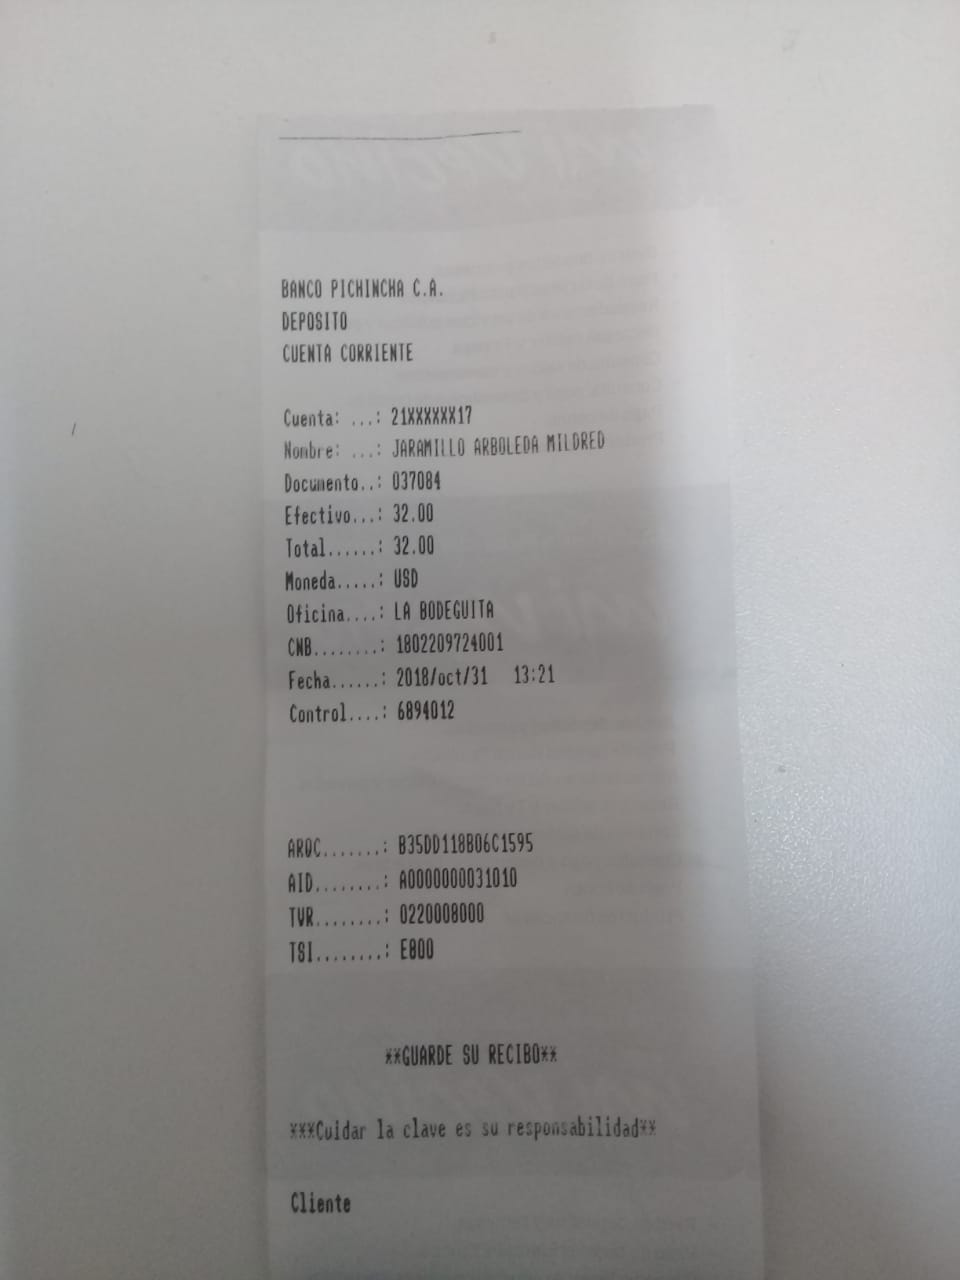 BANCO PICHINCHA C.A.
DEPOSITO
CUENTA CORRIENTE
Cuenta: ...: 21XXXXXX17
Nombre: ...: JARAMILLO ARBOLEDA MILDRED
Documento..: 037084
Efectivo...: 32.00
Total......: 32.00
Moneda.....: USD
Oficina....: LA BODEGUITA
CNB........: 1802209724001
Fecha......: 2018/oct/31 13:21
Control....: 6894012
ARQC.......: B35DD118B06C1595
AID........: A0000000031010
TVR........: 0220008000
TSI........: E800
**GUARDE SU RECIBO**
***Cuidar la clave es su responsabilidad**
Cliente